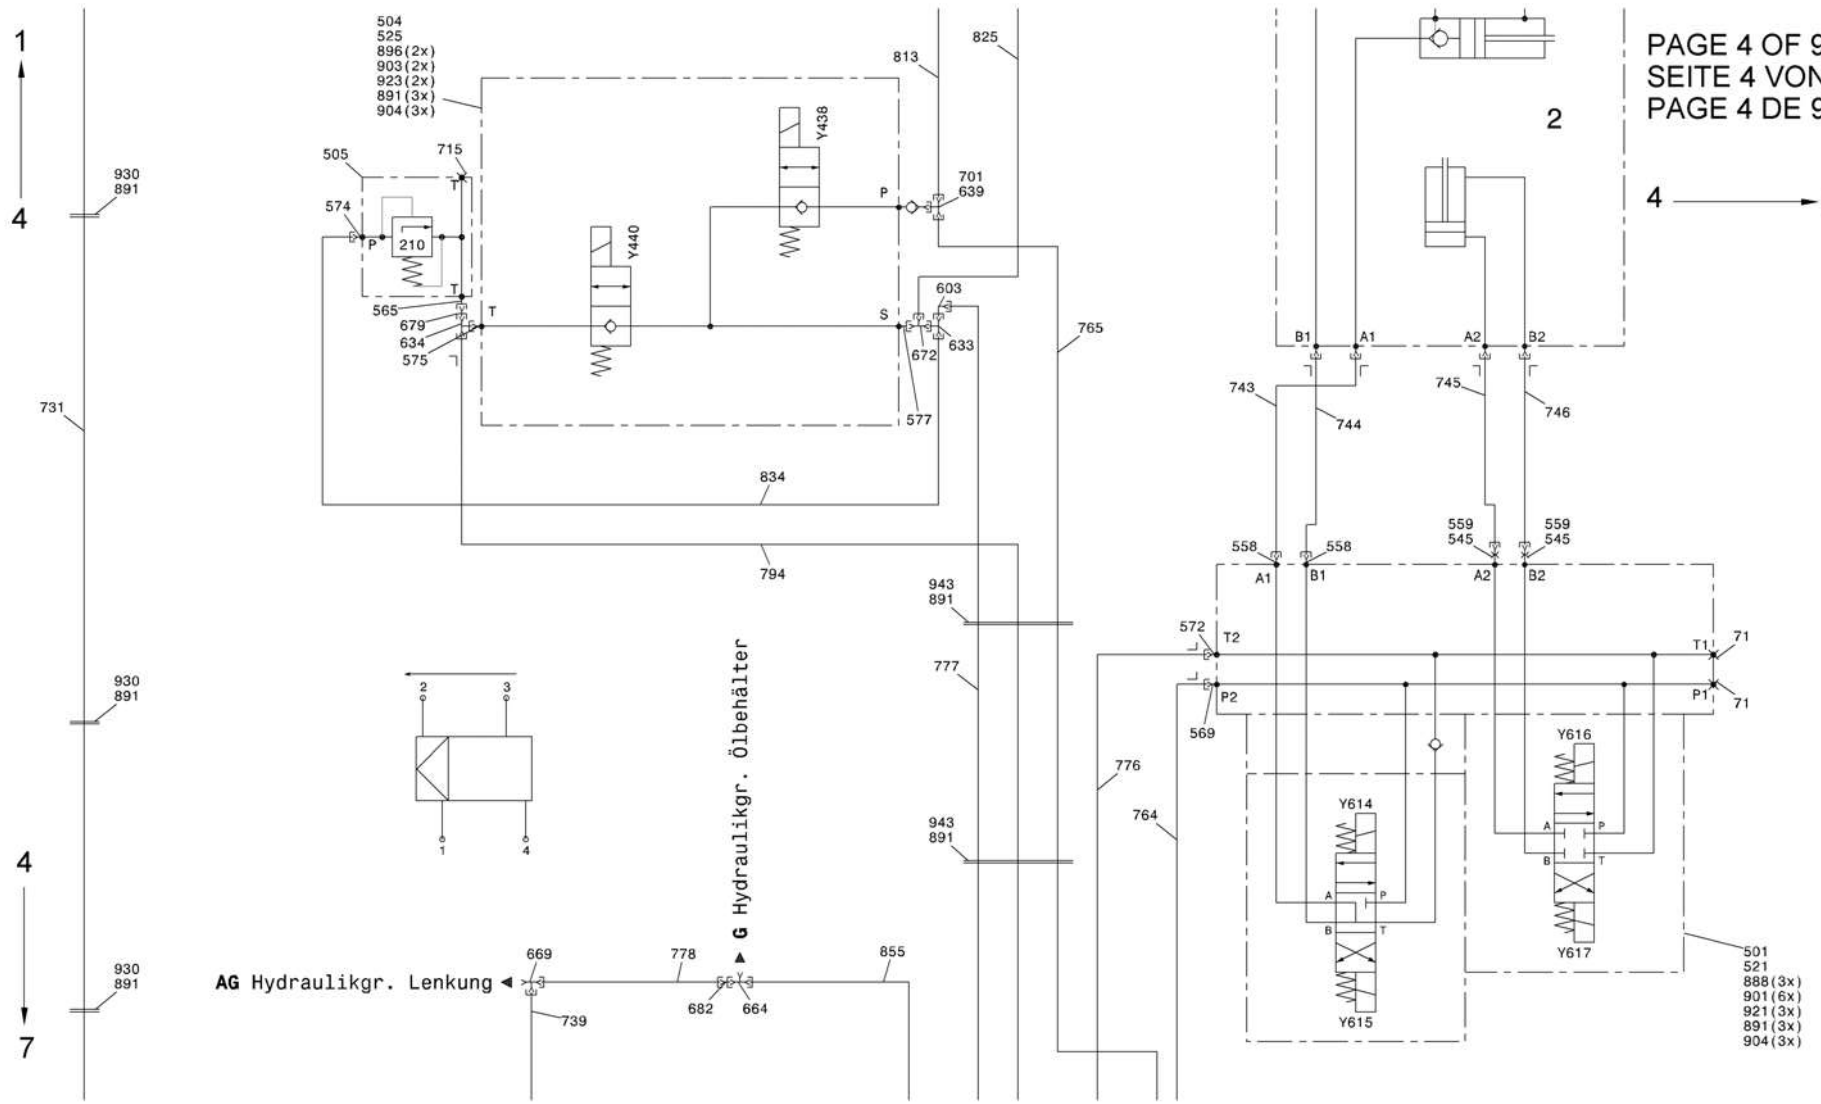 1
4
930
891
731
930
891
4
7
930
891
504
525
896(2x)
903(2x)
923(2x)
891(3x)
904(3x)
505
715
T
574
P
210
T
565
679
634
575
T
Y440
Y438
P
S
813
825
701
639
603
672
633
577
765
834
794
943
891
777
943
891
2
3
1
4
G Hydraulikgr. Ölbehälter
AG Hydraulikgr. Lenkung
669
778
682
664
855
739
PAGE 4 OF 9
SEITE 4 VON
PAGE 4 DE 9
2
4
B1
A1
A2
B2
743
744
745
746
558
558
559
545
559
545
A1
B1
A2
B2
572
T2
T1
71
P2
P1
71
569
776
764
Y614
A
P
B
T
Y615
Y616
A
P
B
T
Y617
501
521
888(3x)
901(6x)
921(3x)
891(3x)
904(3x)